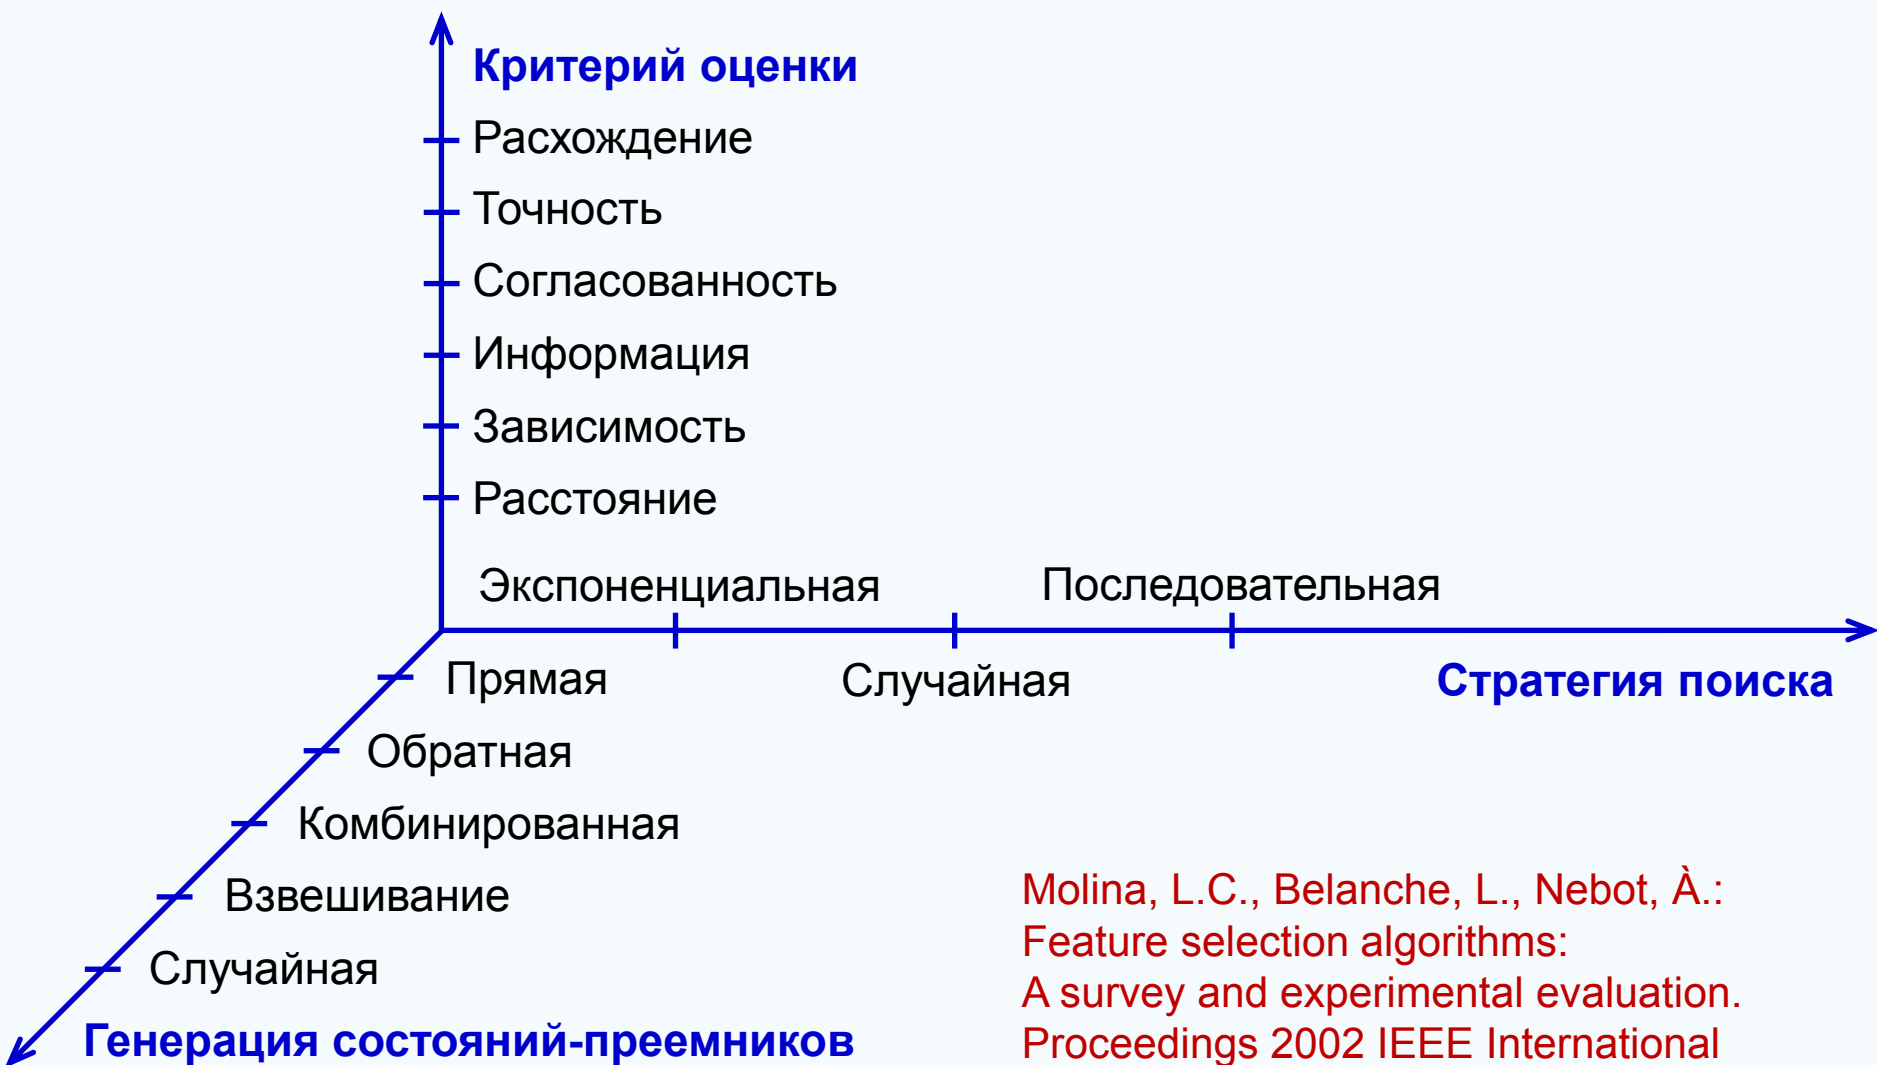 Критерий оценки
Расхождение
Точность
Согласованность
Информация
Зависимость
Расстояние
Экспоненциальная
Последовательная
Прямая
Случайная
Стратегия поиска
Обратная
Комбинированная
Взвешивание
Случайная
Генерация состояний-преемников
Molina, L.C., Belanche, L., Nebot, À.:
Feature selection algorithms:
A survey and experimental evaluation.
Proceedings 2002 IEEE International